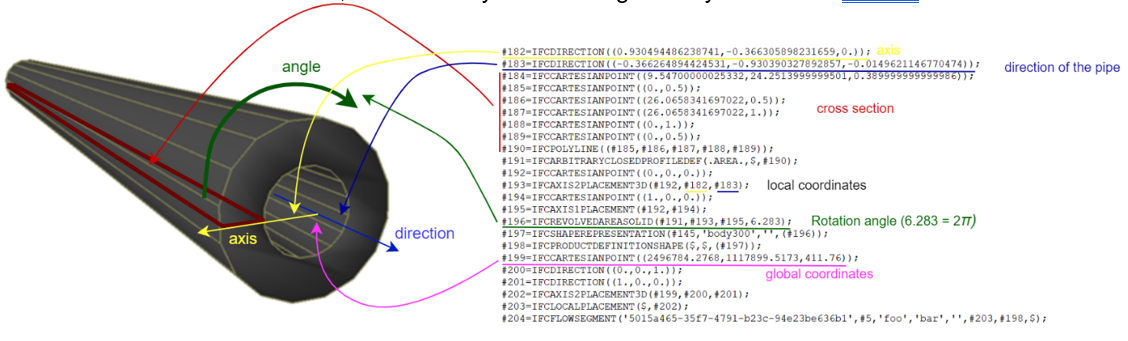 angle
axis
direction
#182=IFCDIRECTION((0.930494486238741,-0.366305898231659,0.)); axis
#183=IFCDIRECTION((-0.366264894424531,-0.930390327892857,-0.0149621146770474)); direction of the pipe
#184=IFCCARTESIANPOINT((9.54700000025332,24.2513999999501,0.389999999999986));
#185=IFCCARTESIANPOINT((0.,0.5));
#186=IFCCARTESIANPOINT((26.0658341697022,0.5));
cross section
#187=IFCCARTESIANPOINT((26.0658341697022,1.));
#188=IFCCARTESIANPOINT((0.,1.));
#189=IFCCARTESIANPOINT((0.,0.5));
#190=IFCPOLYLINE((#185,#186,#187,#188,#189));
#191=IFCARBITRARYCLOSEDPROFILEDEF(.AREA.,$,#190);
#192=IFCCARTESIANPOINT((0.,0.,0.));
#193=IFCAXIS2PLACEMENT3D(#192,#182,#183); local coordinates
#194=IFCCARTESIANPOINT((1.,0.,0.));
#195=IFCAXIS1PLACEMENT(#192,#194);
#196=IFCREVOLVEDAREASOLID(#191,#193,#195,6.283); Rotation angle (6.283 = 2π)
#197=IFCSHAPEREPRESENTATION(#145,'body300','',(#196));
#198=IFCPRODUCTDEFINITIONSHAPE($,$,(#197));
#199=IFCCARTESIANPOINT((2496784.2768,1117899.5173,411.76));
global coordinates
#200=IFCDIRECTION((0.,0.,1.));
#201=IFCDIRECTION((1.,0.,0.));
#202=IFCAXIS2PLACEMENT3D(#199,#200,#201);
#203=IFCLOCALPLACEMENT($,#202);
#204=IFCFLOWSEGMENT('5015a465-35f7-4791-b23c-94e23be636b1',#5,'foo','bar','',#203,#198,$);